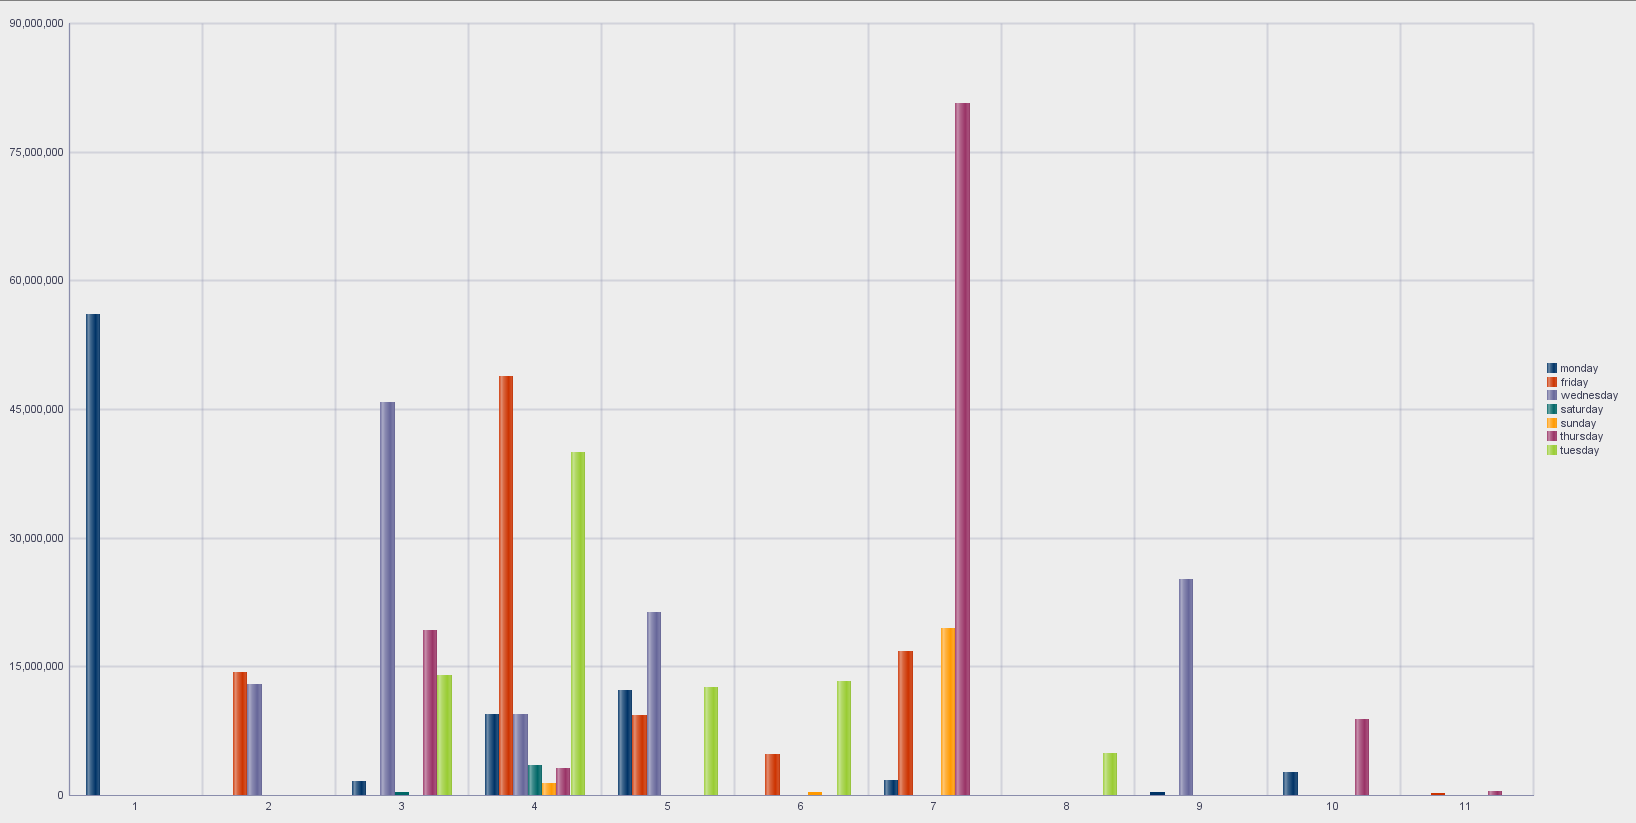 90,000,000
75,000,000
60,000,000
45,000,000
30,000,000
15,000,000
0
1 2 3 4 5 6 7 8 9 10 11
monday
friday
wednesday
saturday
sunday
thursday
tuesday